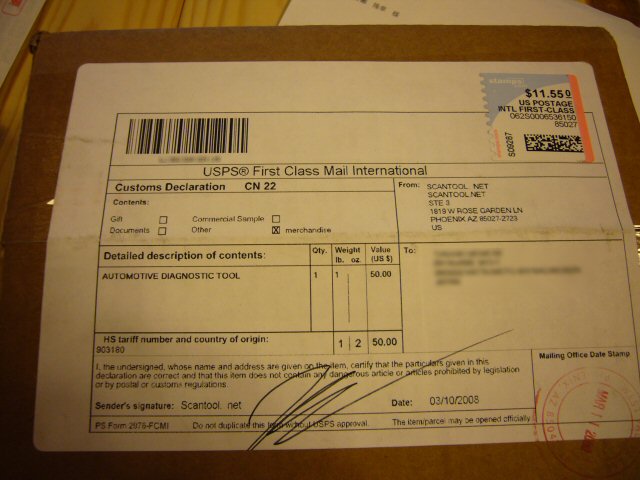 stamps
$11.55⁰
US POSTAGE
INTL FIRST-CLASS
062S0006536150
85027
S09287
USPS® First Class Mail International
Customs Declaration CN 22
Contents:
Gift
Commercial Sample
Documents
Other
X merchandise
From: SCANTOOL.NET
SCANTOOL.NET
STE 3
1819 W ROSE GARDEN LN
PHOENIX AZ 85027-2723
US
Detailed description of contents: Qty. Weight lb. oz. Value (US $)
AUTOMOTIVE DIAGNOSTIC TOOL 1 1 50.00
To:
HS tariff number and country of origin: 1 2 50.00
903180
I, the undersigned, whose name and address are given on the item, certify that the particulars given in this
declaration are correct and that this item does not contain any dangerous article or articles prohibited by legislation
or by postal or customs regulations.
Sender's signature: Scantool. net Date: 03/10/2008
PS Form 2976-FCMI Do not duplicate this form without USPS approval. The item/parcel may be opened officially
Mailing Office Date Stamp